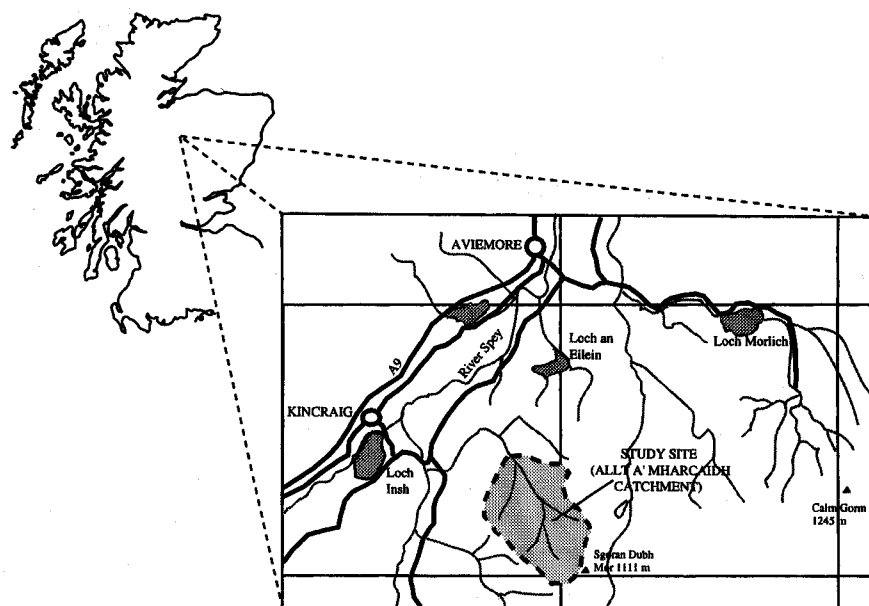 AVIEMORE
A9
River Spey
Loch an
Eilein
Loch Morlich
KINCRAIG
Loch
Insh
STUDY SITE
(ALLT A' MHARCAIDH
CATCHMENT)
Cairn Gorm
1245 m
Sgoran Dubh
Mor 1111 m